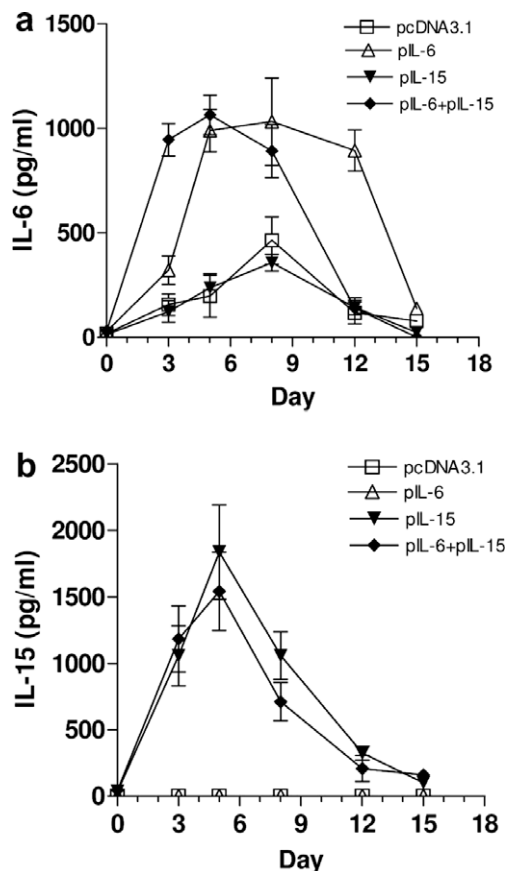 a
1500
1000
500
0
IL-6 (pg/ml)
pcDNA3.1
pIL-6
pIL-15
pIL-6+pIL-15
0 3 6 9 12 15 18
Day
b
2500
2000
1500
1000
500
0
IL-15 (pg/ml)
pcDNA3.1
pIL-6
pIL-15
pIL-6+pIL-15
0 3 6 9 12 15 18
Day